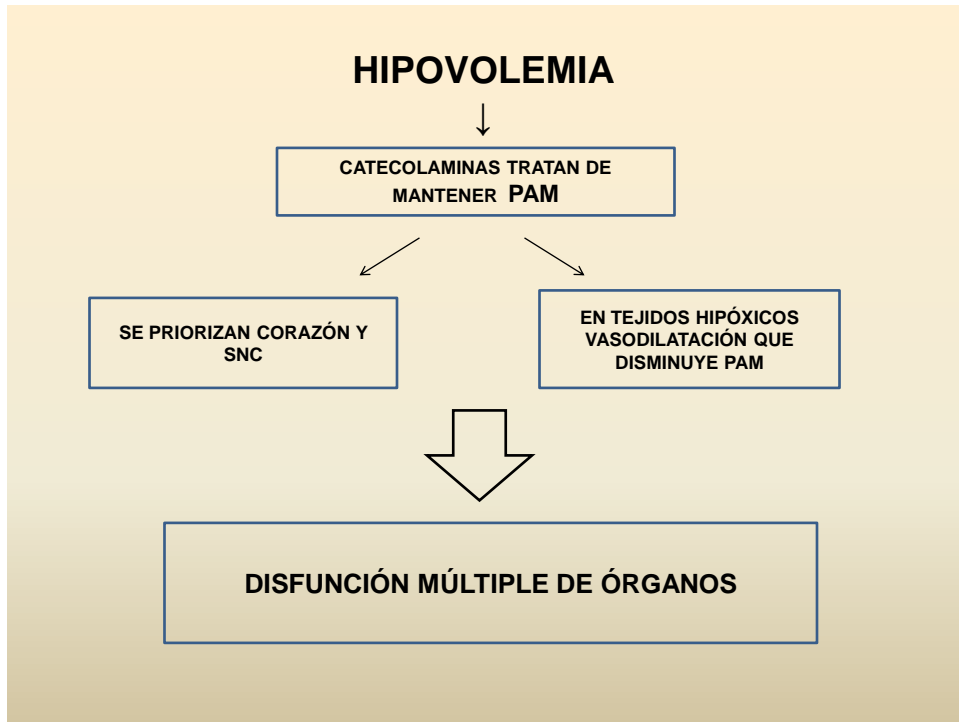 HIPOVOLEMIA
CATECOLAMINAS TRATAN DE
MANTENER PAM
SE PRIORIZAN CORAZÓN Y
SNC
EN TEJIDOS HIPÓXICOS
VASODILATACIÓN QUE
DISMINUYE PAM
DISFUNCIÓN MÚLTIPLE DE ÓRGANOS